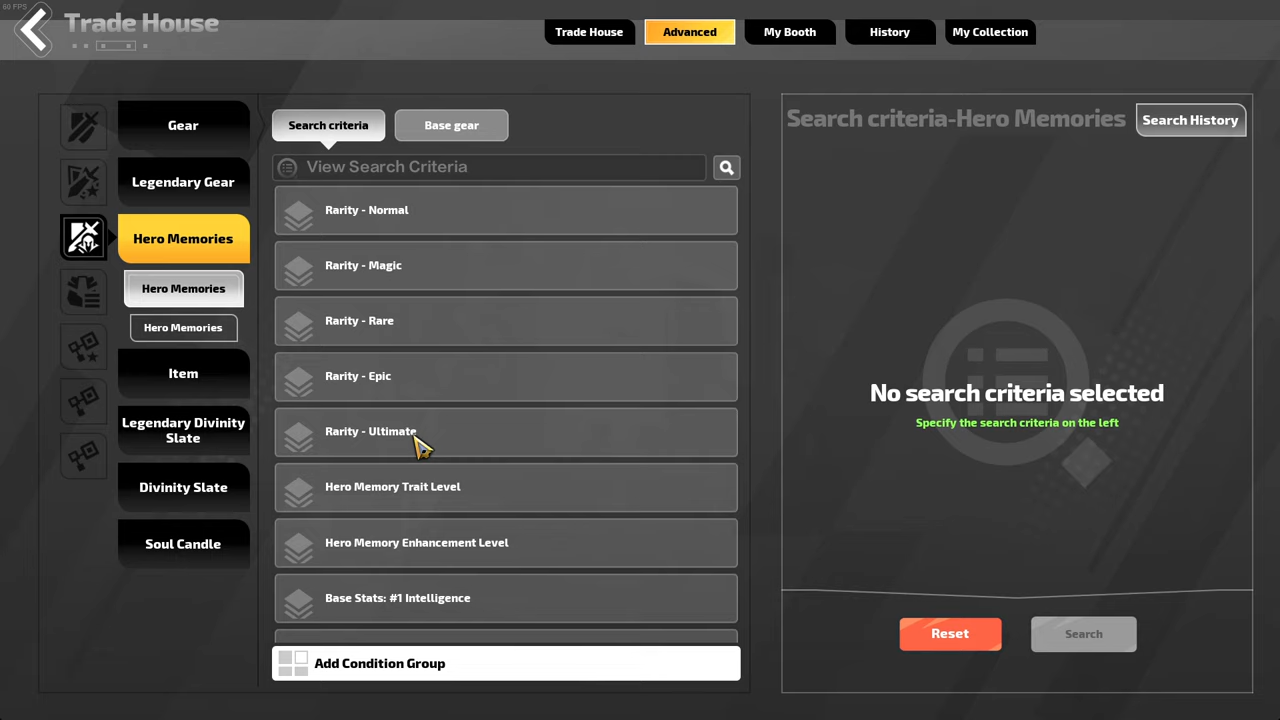 60 FPS
Trade House
Trade House
Advanced
My Booth
History
My Collection
Gear
Legendary Gear
Hero Memories
Hero Memories
Hero Memories
Item
Legendary Divinity
Slate
Divinity Slate
Soul Candle
Search criteria
Base gear
View Search Criteria
Rarity - Normal
Rarity - Magic
Rarity - Rare
Rarity - Epic
Rarity - Ultimate
Hero Memory Trait Level
Hero Memory Enhancement Level
Base Stats: #1 Intelligence
Add Condition Group
Search criteria-Hero Memories
Search History
No search criteria selected
Specify the search criteria on the left
Reset
Search